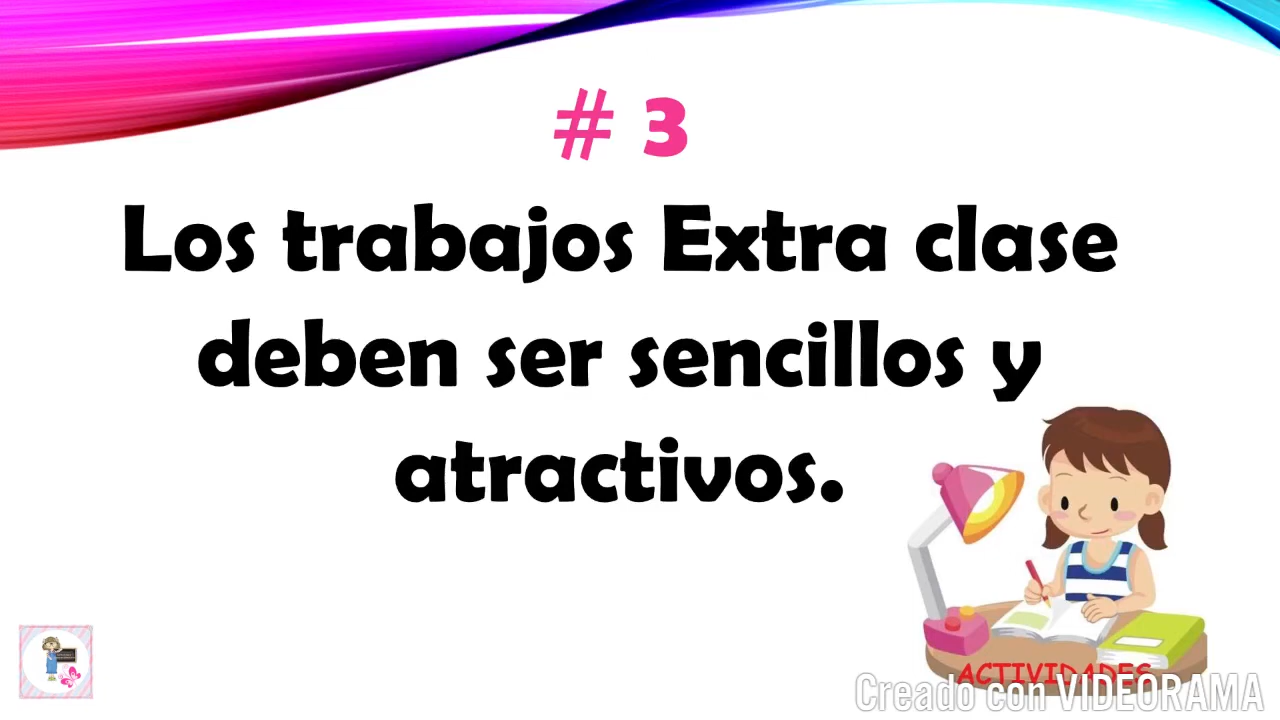 # 3
Los trabajos Extra clase
deben ser sencillos y
atractivos.
ACTIVIDADES
Creado con VIDEORAMA